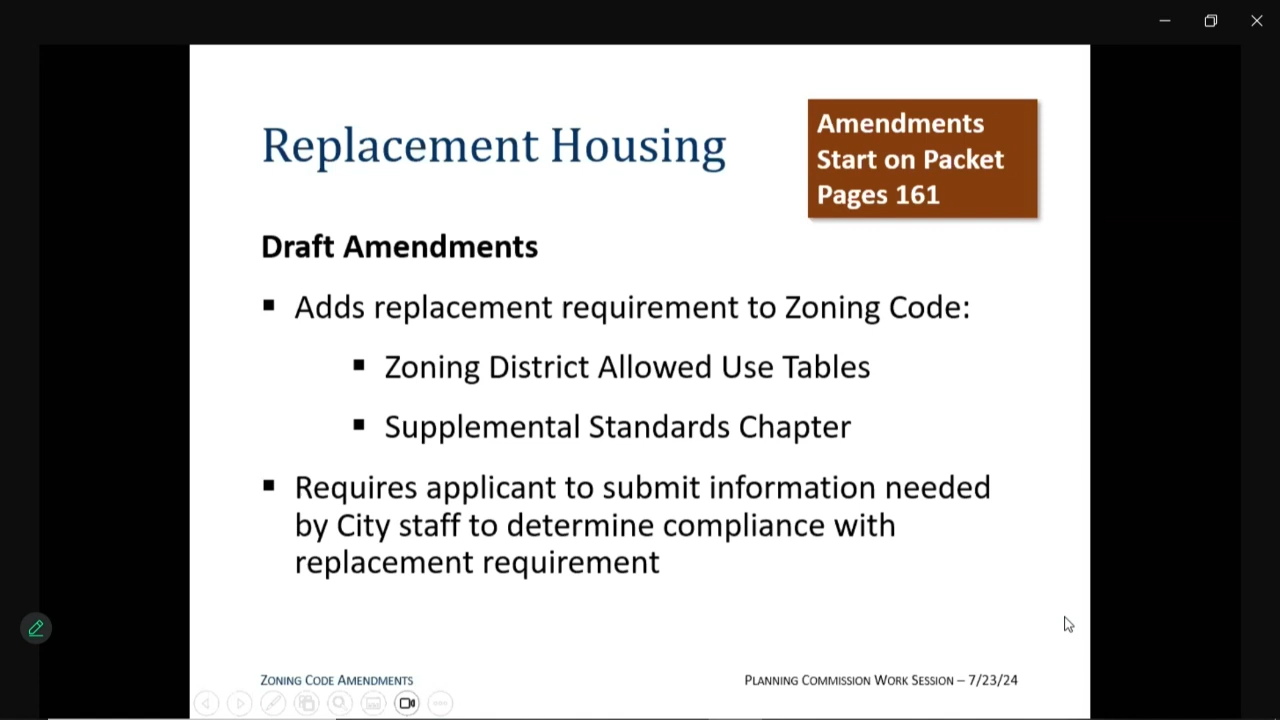 Replacement Housing
Amendments
Start on Packet
Pages 161
Draft Amendments
▪ Adds replacement requirement to Zoning Code:
▪ Zoning District Allowed Use Tables
▪ Supplemental Standards Chapter
▪ Requires applicant to submit information needed
by City staff to determine compliance with
replacement requirement
ZONING CODE AMENDMENTS
PLANNING COMMISSION WORK SESSION – 7/23/24